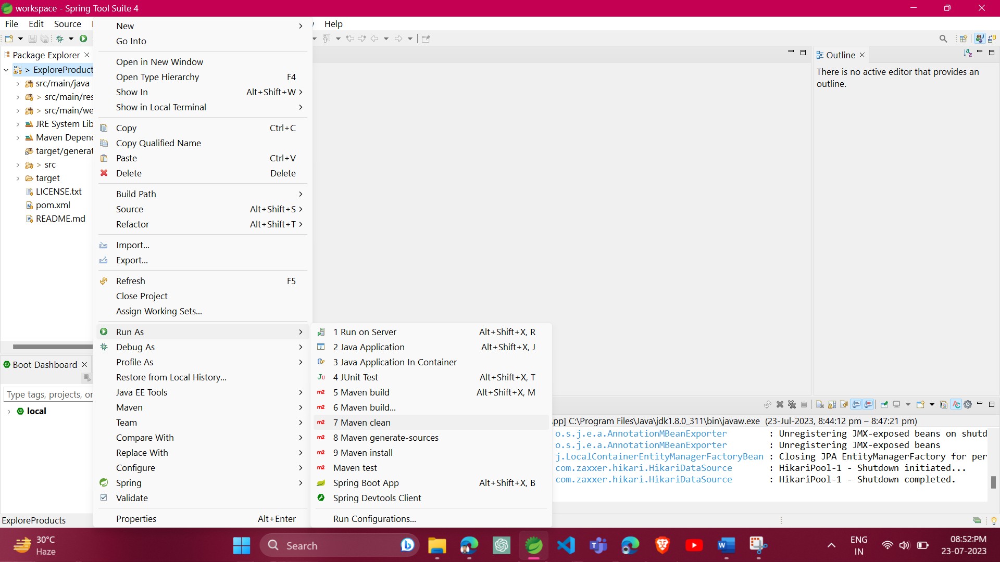 workspace - Spring Tool Suite 4
File Edit Source Help
Package Explorer
> ExploreProduct
src/main/java
> src/main/res
> src/main/we
JRE System Lib
Maven Depend
target/generat
> src
target
LICENSE.txt
pom.xml
README.md
Boot Dashboard
Type tags, projects, or
local
New
Go Into
Open in New Window
Open Type Hierarchy F4
Show In Alt+Shift+W
Show in Local Terminal
Copy Ctrl+C
Copy Qualified Name
Paste Ctrl+V
Delete Delete
Build Path
Source Alt+Shift+S
Refactor Alt+Shift+T
Import...
Export...
Refresh F5
Close Project
Assign Working Sets...
Run As
Debug As
Profile As
Restore from Local History...
Java EE Tools
Maven
Team
Compare With
Replace With
Configure
Spring
Validate
Properties Alt+Enter
1 Run on Server Alt+Shift+X, R
2 Java Application Alt+Shift+X, J
3 Java Application In Container
4 JUnit Test Alt+Shift+X, T
m2 5 Maven build Alt+Shift+X, M
m2 6 Maven build...
m2 7 Maven clean
m2 8 Maven generate-sources
m2 9 Maven install
m2 Maven test
Spring Boot App Alt+Shift+X, B
Spring Devtools Client
Run Configurations...
Outline
There is no active editor that provides an
outline.
pp] C:\Program Files\Java\jdk1.8.0_311\bin\javaw.exe (23-Jul-2023, 8:44:12 pm – 8:47:21 pm)
o.s.j.e.a.AnnotationMBeanExporter : Unregistering JMX-exposed beans on shutd
o.s.j.e.a.AnnotationMBeanExporter : Unregistering JMX-exposed beans
j.LocalContainerEntityManagerFactoryBean : Closing JPA EntityManagerFactory for per
com.zaxxer.hikari.HikariDataSource : HikariPool-1 - Shutdown initiated...
com.zaxxer.hikari.HikariDataSource : HikariPool-1 - Shutdown completed.
ExploreProducts
30°C
Haze
Search
ENG
IN
08:52:PM
23-07-2023